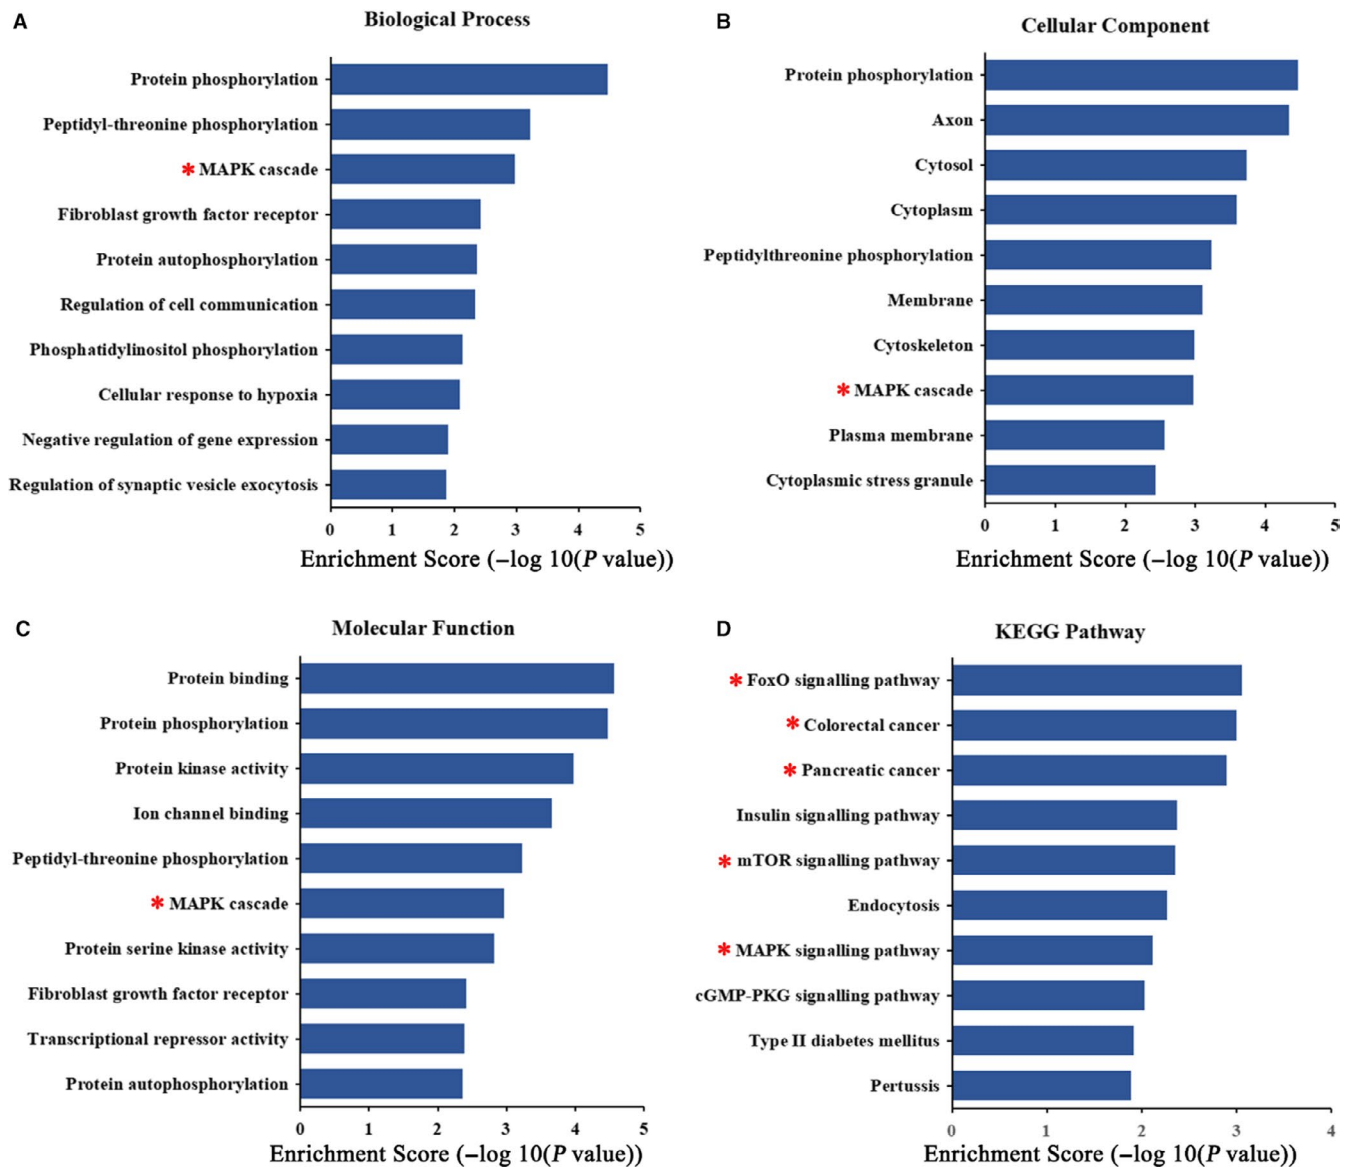 A
Biological Process
Protein phosphorylation
Peptidyl-threonine phosphorylation
* MAPK cascade
Fibroblast growth factor receptor
Protein autophosphorylation
Regulation of cell communication
Phosphatidylinositol phosphorylation
Cellular response to hypoxia
Negative regulation of gene expression
Regulation of synaptic vesicle exocytosis
0 1 2 3 4 5
Enrichment Score (−log 10(P value))
B
Cellular Component
Protein phosphorylation
Axon
Cytosol
Cytoplasm
Peptidylthreonine phosphorylation
Membrane
Cytoskeleton
* MAPK cascade
Plasma membrane
Cytoplasmic stress granule
0 1 2 3 4 5
Enrichment Score (−log 10(P value))
C
Molecular Function
Protein binding
Protein phosphorylation
Protein kinase activity
Ion channel binding
Peptidyl-threonine phosphorylation
* MAPK cascade
Protein serine kinase activity
Fibroblast growth factor receptor
Transcriptional repressor activity
Protein autophosphorylation
0 1 2 3 4 5
Enrichment Score (−log 10(P value))
D
KEGG Pathway
* FoxO signalling pathway
* Colorectal cancer
* Pancreatic cancer
Insulin signalling pathway
* mTOR signalling pathway
Endocytosis
* MAPK signalling pathway
cGMP-PKG signalling pathway
Type II diabetes mellitus
Pertussis
0 1 2 3 4
Enrichment Score (−log 10(P value))